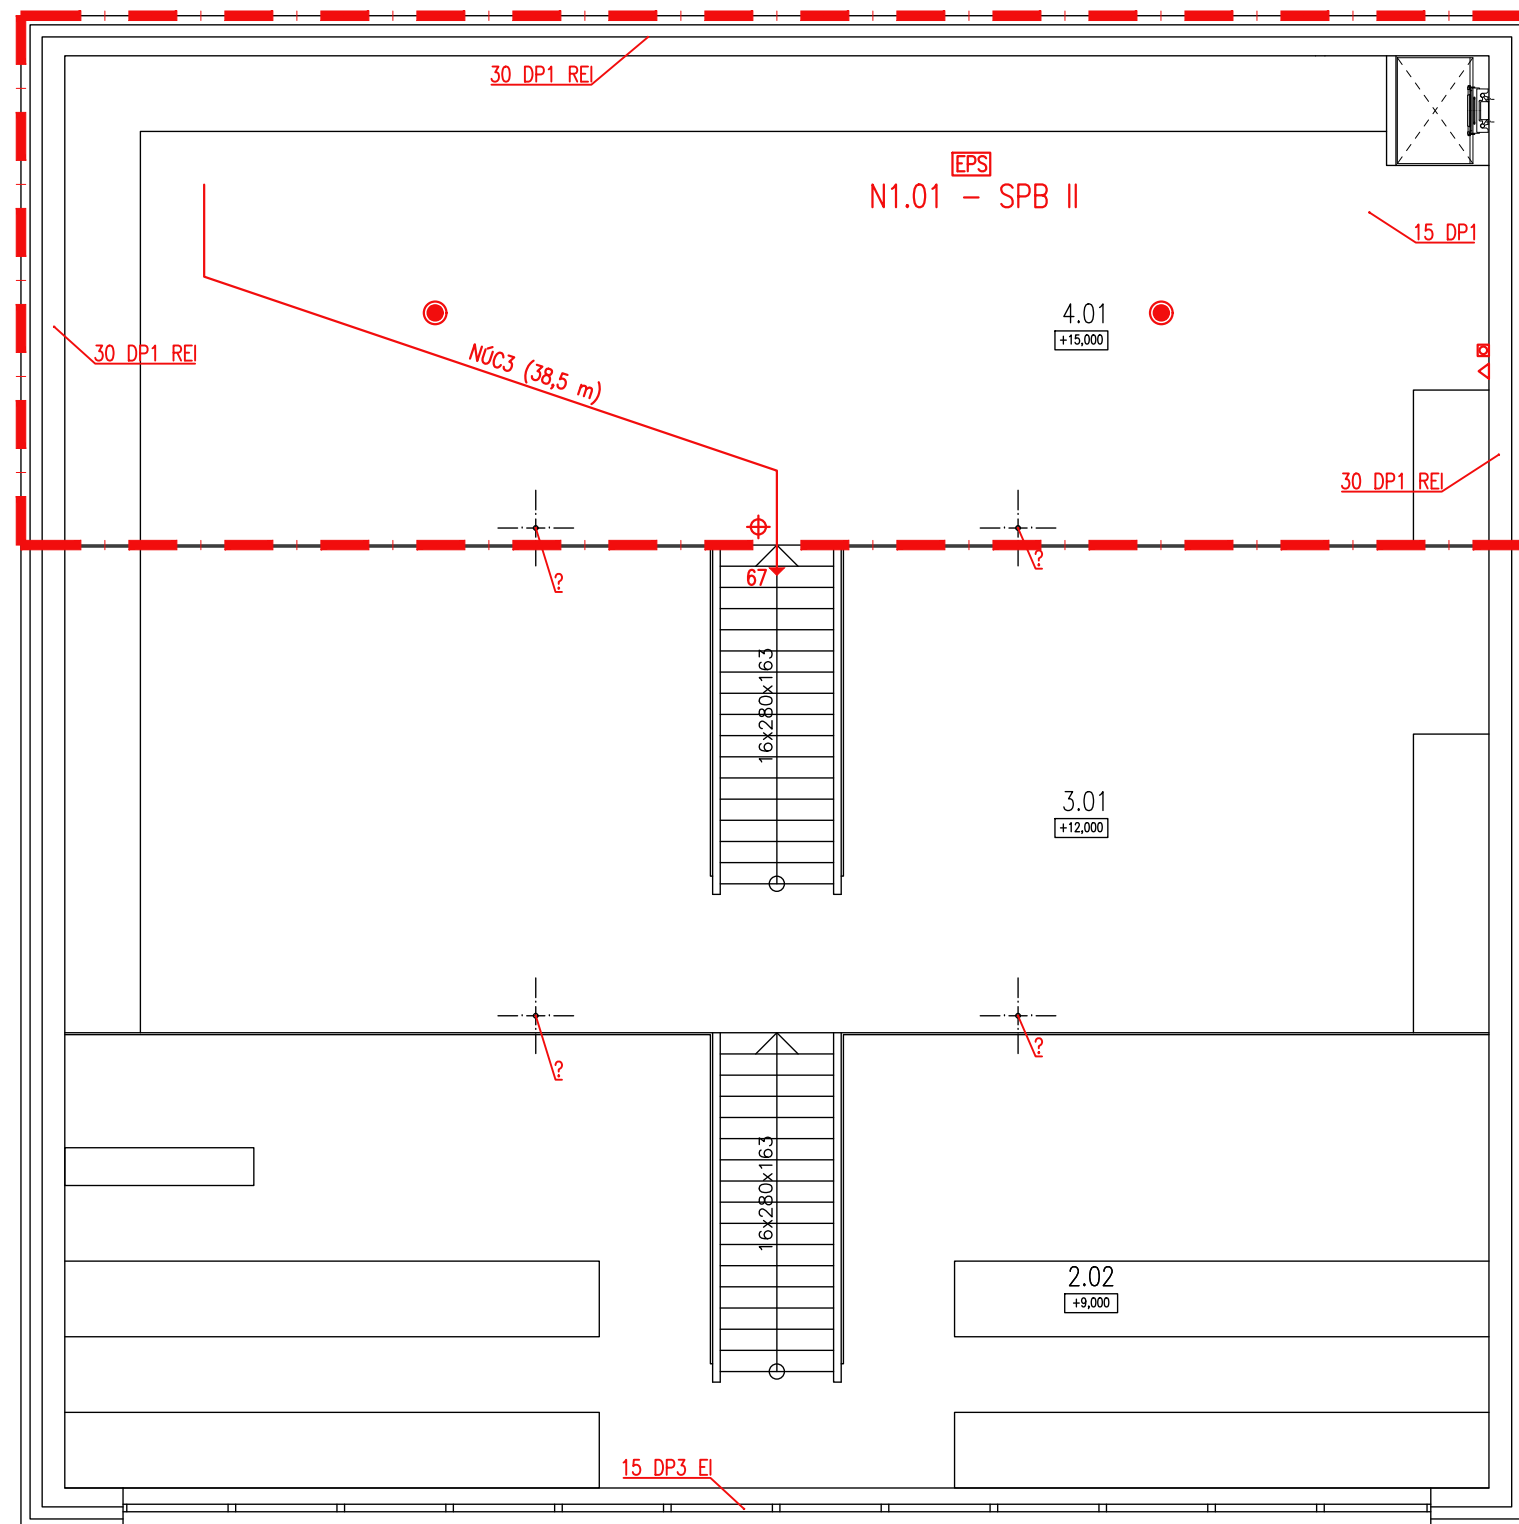 30 DP1 REI
EPS
N1.01 - SPB II
15 DP1
4.01
+15,000
30 DP1 REI
NÚC3 (38,5 m)
30 DP1 REI
?
?
67
16x280x163
3.01
+12,000
?
?
16x280x163
2.02
+9,000
15 DP3 EI